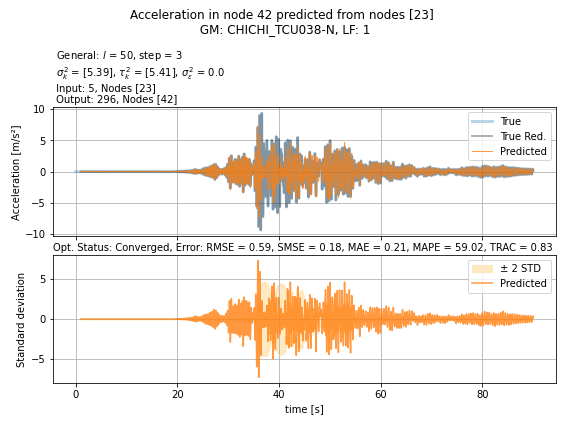 Acceleration in node 42 predicted from nodes [23]
GM: CHICHI_TCU038-N, LF: 1
General: l = 50, step = 3
σ²ₖ = [5.39], τ²ₖ = [5.41], σ²ε = 0.0
Input: 5, Nodes [23]
Output: 296, Nodes [42]
10
5
0
−5
−10
Acceleration [m/s²]
True
True Red.
Predicted
Opt. Status: Converged, Error: RMSE = 0.59, SMSE = 0.18, MAE = 0.21, MAPE = 59.02, TRAC = 0.83
5
0
−5
Standard deviation
± 2 STD
Predicted
0 20 40 60 80
time [s]